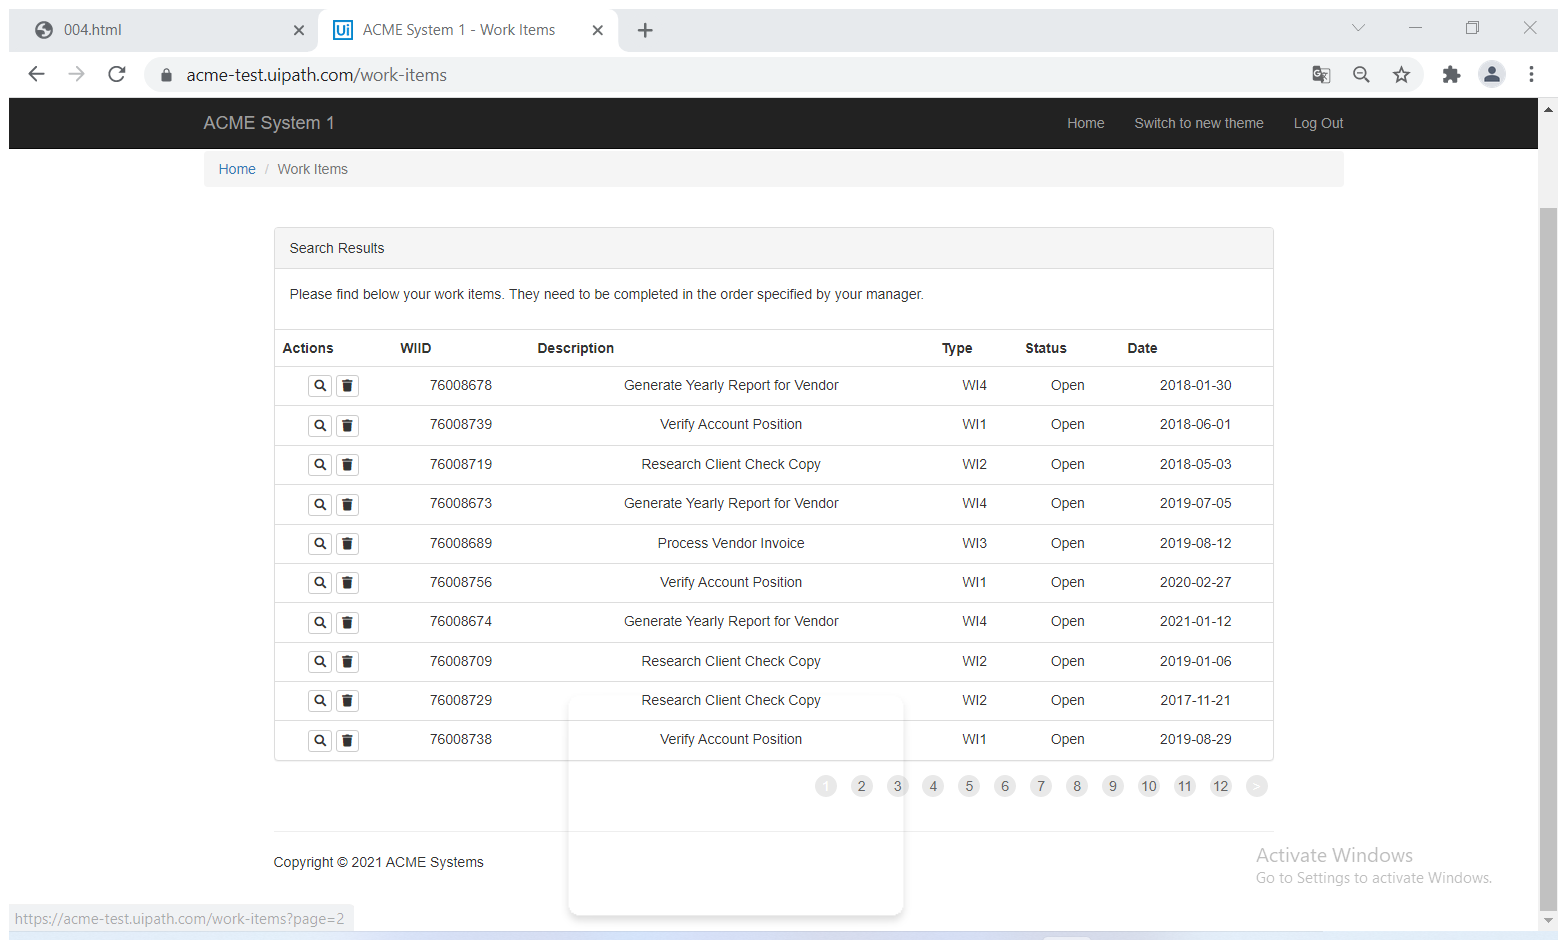 004.html
Ui ACME System 1 - Work Items
acme-test.uipath.com/work-items
ACME System 1 Home Switch to new theme Log Out
Home / Work Items
Search Results
Please find below your work items. They need to be completed in the order specified by your manager.
Actions WIID Description Type Status Date
76008678 Generate Yearly Report for Vendor WI4 Open 2018-01-30
76008739 Verify Account Position WI1 Open 2018-06-01
76008719 Research Client Check Copy WI2 Open 2018-05-03
76008673 Generate Yearly Report for Vendor WI4 Open 2019-07-05
76008689 Process Vendor Invoice WI3 Open 2019-08-12
76008756 Verify Account Position WI1 Open 2020-02-27
76008674 Generate Yearly Report for Vendor WI4 Open 2021-01-12
76008709 Research Client Check Copy WI2 Open 2019-01-06
76008729 Research Client Check Copy WI2 Open 2017-11-21
76008738 Verify Account Position WI1 Open 2019-08-29
1 2 3 4 5 6 7 8 9 10 11 12 >
Copyright © 2021 ACME Systems
Activate Windows
Go to Settings to activate Windows.
https://acme-test.uipath.com/work-items?page=2